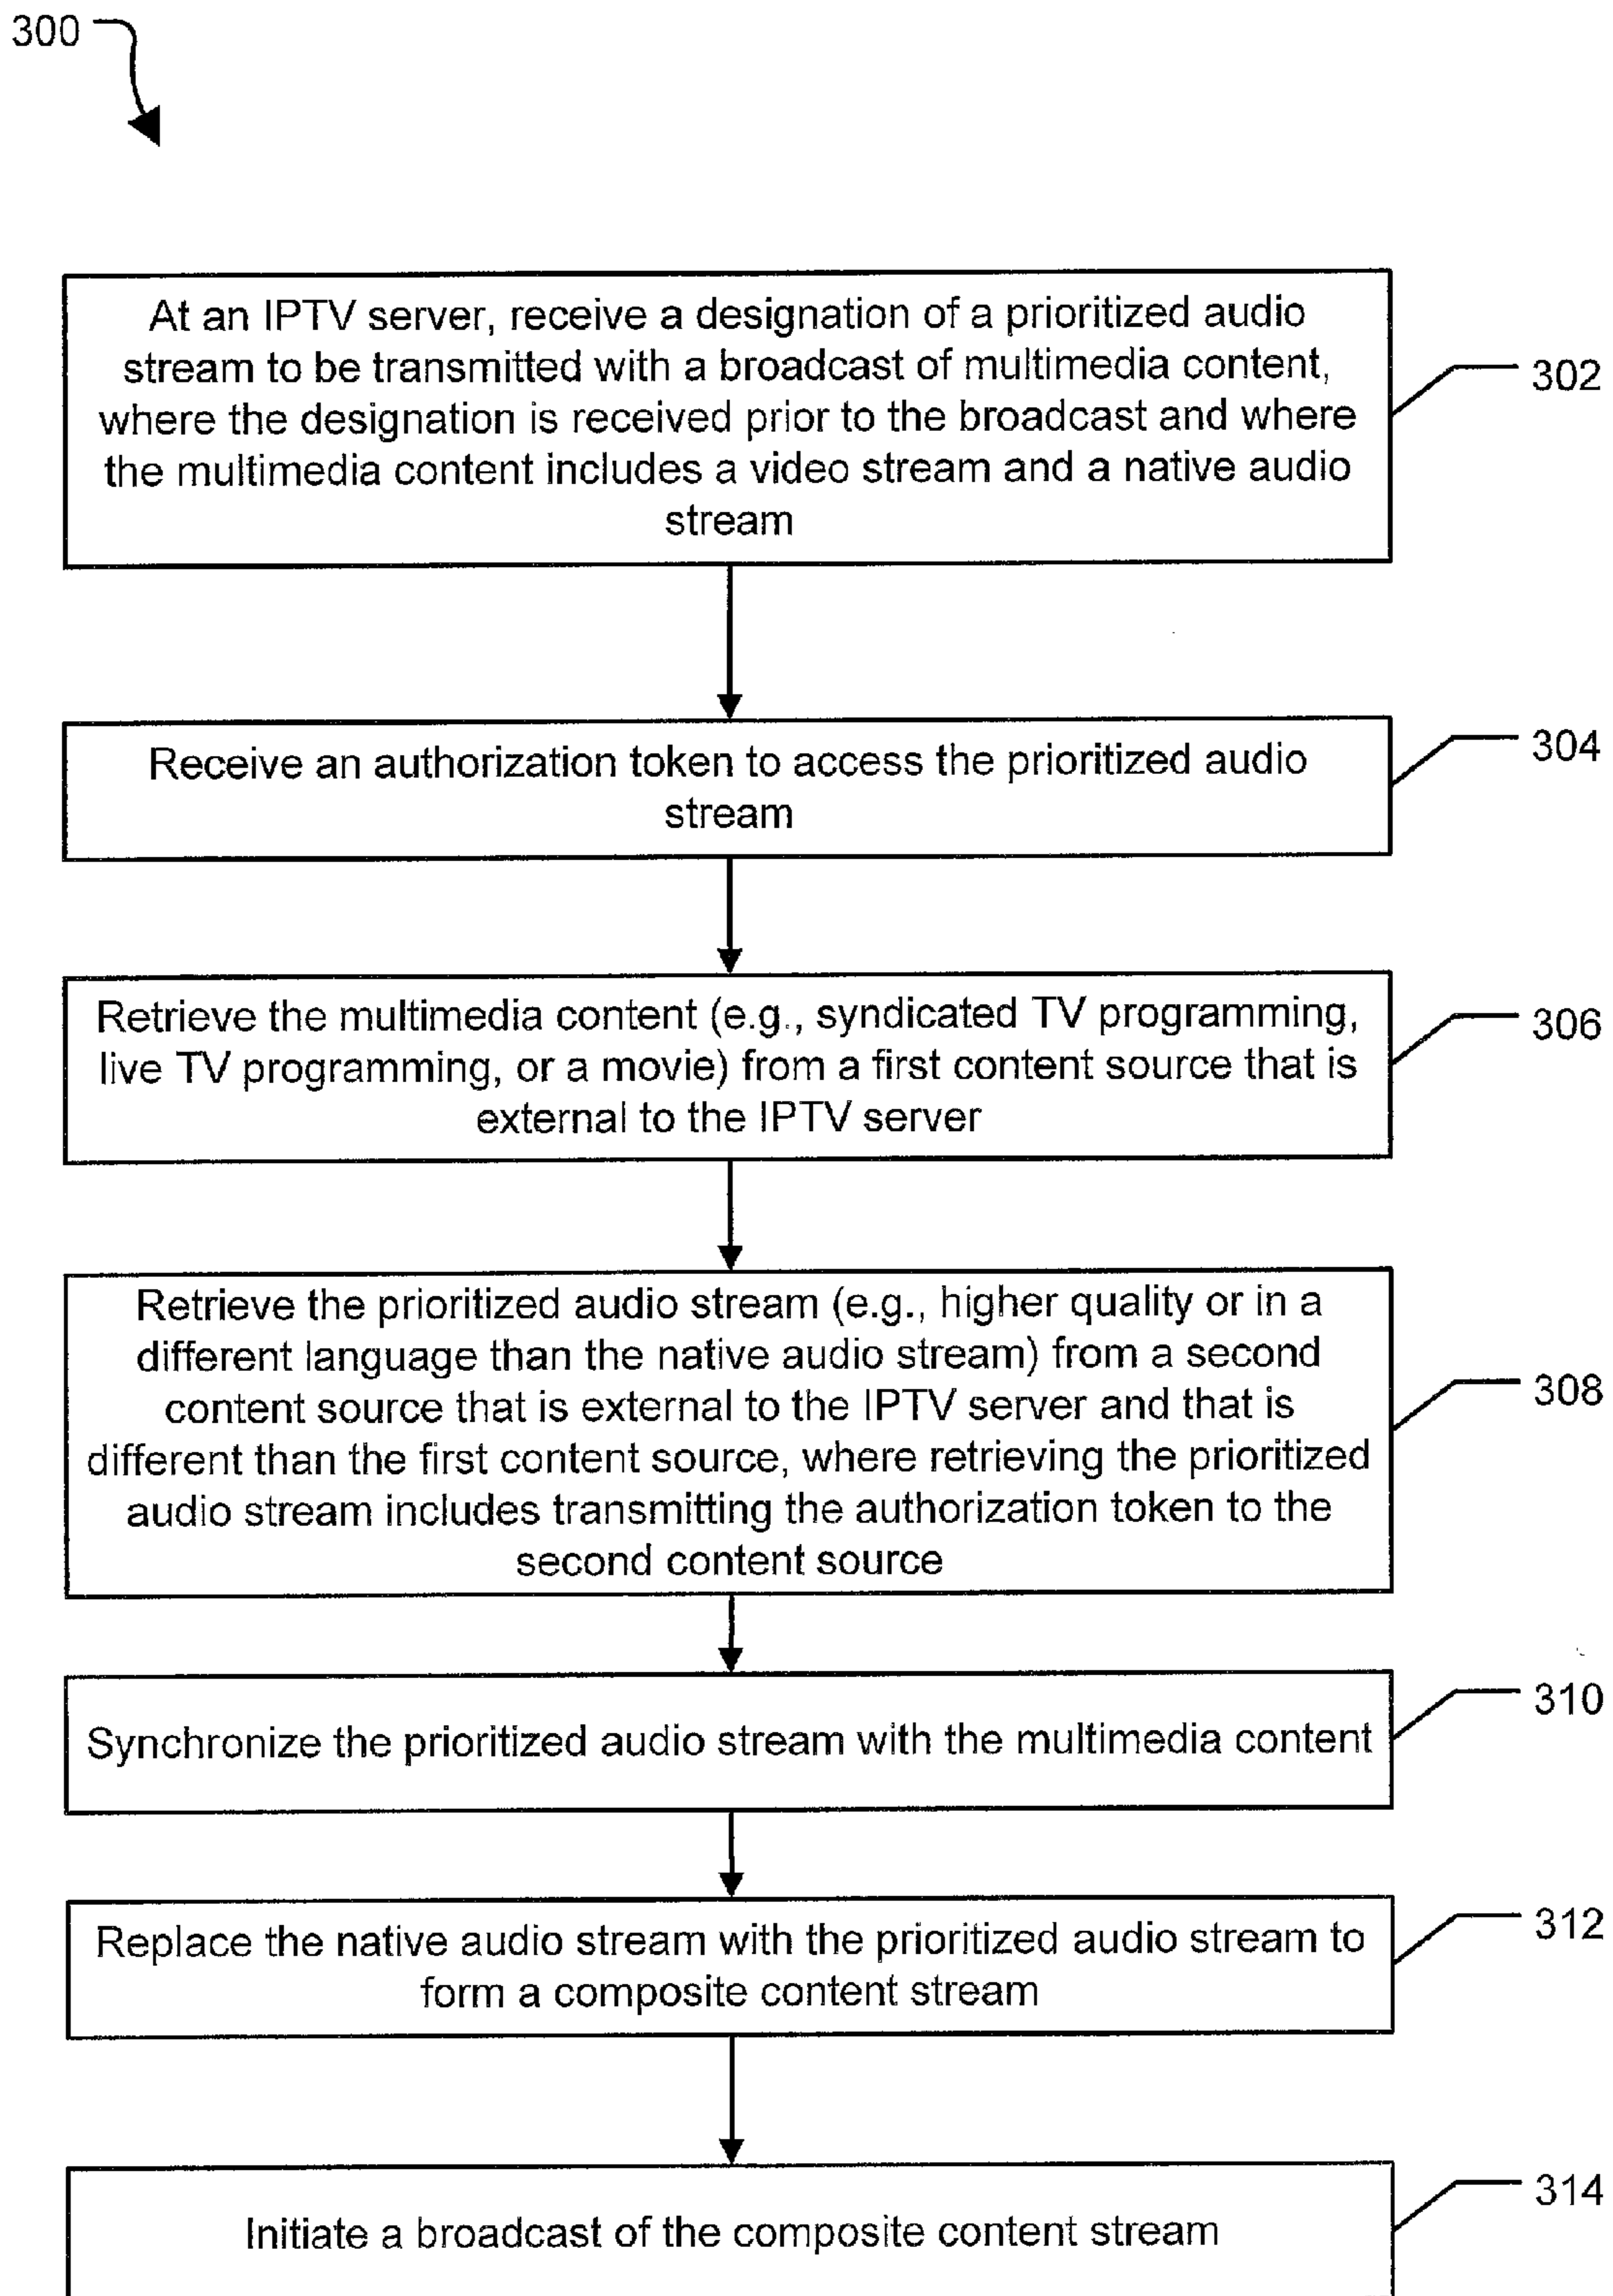 300
At an IPTV server, receive a designation of a prioritized audio
stream to be transmitted with a broadcast of multimedia content,
where the designation is received prior to the broadcast and where
the multimedia content includes a video stream and a native audio
stream
302
Receive an authorization token to access the prioritized audio
stream
304
Retrieve the multimedia content (e.g., syndicated TV programming,
live TV programming, or a movie) from a first content source that is
external to the IPTV server
306
Retrieve the prioritized audio stream (e.g., higher quality or in a
different language than the native audio stream) from a second
content source that is external to the IPTV server and that is
different than the first content source, where retrieving the prioritized
audio stream includes transmitting the authorization token to the
second content source
308
Synchronize the prioritized audio stream with the multimedia content
310
Replace the native audio stream with the prioritized audio stream to
form a composite content stream
312
Initiate a broadcast of the composite content stream
314